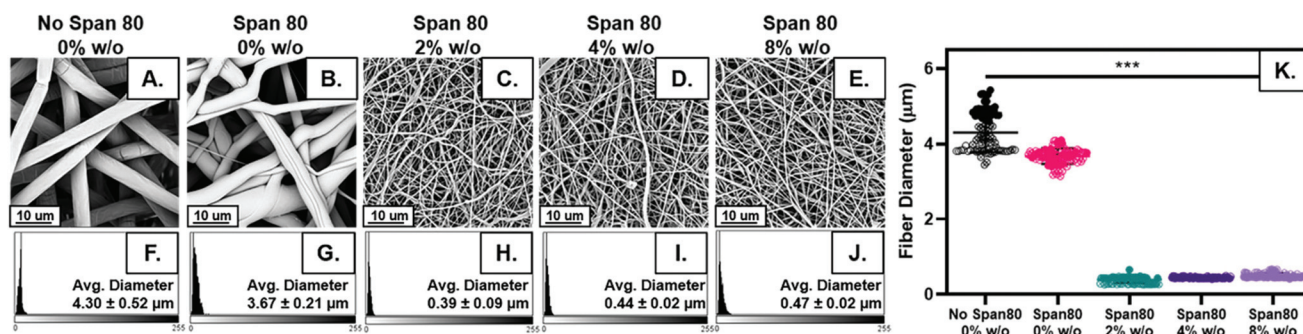 No Span 80
0% w/o
Span 80
0% w/o
Span 80
2% w/o
Span 80
4% w/o
Span 80
8% w/o
A.
B.
C.
D.
E.
10 um
10 um
10 um
10 um
10 um
F.
Avg. Diameter
4.30 ± 0.52 µm
0
255
G.
Avg. Diameter
3.67 ± 0.21 µm
0
255
H.
Avg. Diameter
0.39 ± 0.09 µm
0
255
I.
Avg. Diameter
0.44 ± 0.02 µm
0
255
J.
Avg. Diameter
0.47 ± 0.02 µm
0
255
K.
***
Fiber Diameter (µm)
6
4
2
0
No Span80
0% w/o
Span80
0% w/o
Span80
2% w/o
Span80
4% w/o
Span80
8% w/o